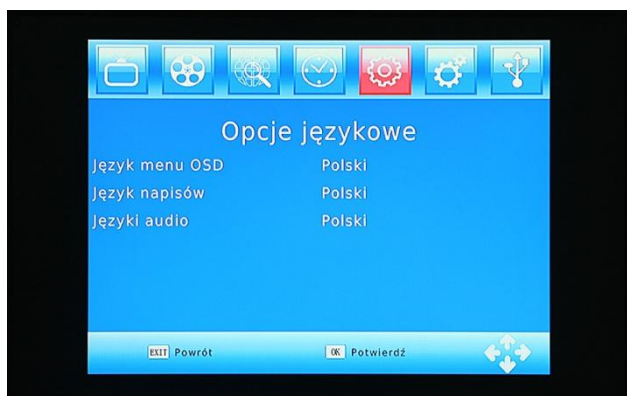 Opcje językowe
Język menu OSD Polski
Język napisów Polski
Języki audio Polski
EXIT Powrót OK Potwierdź